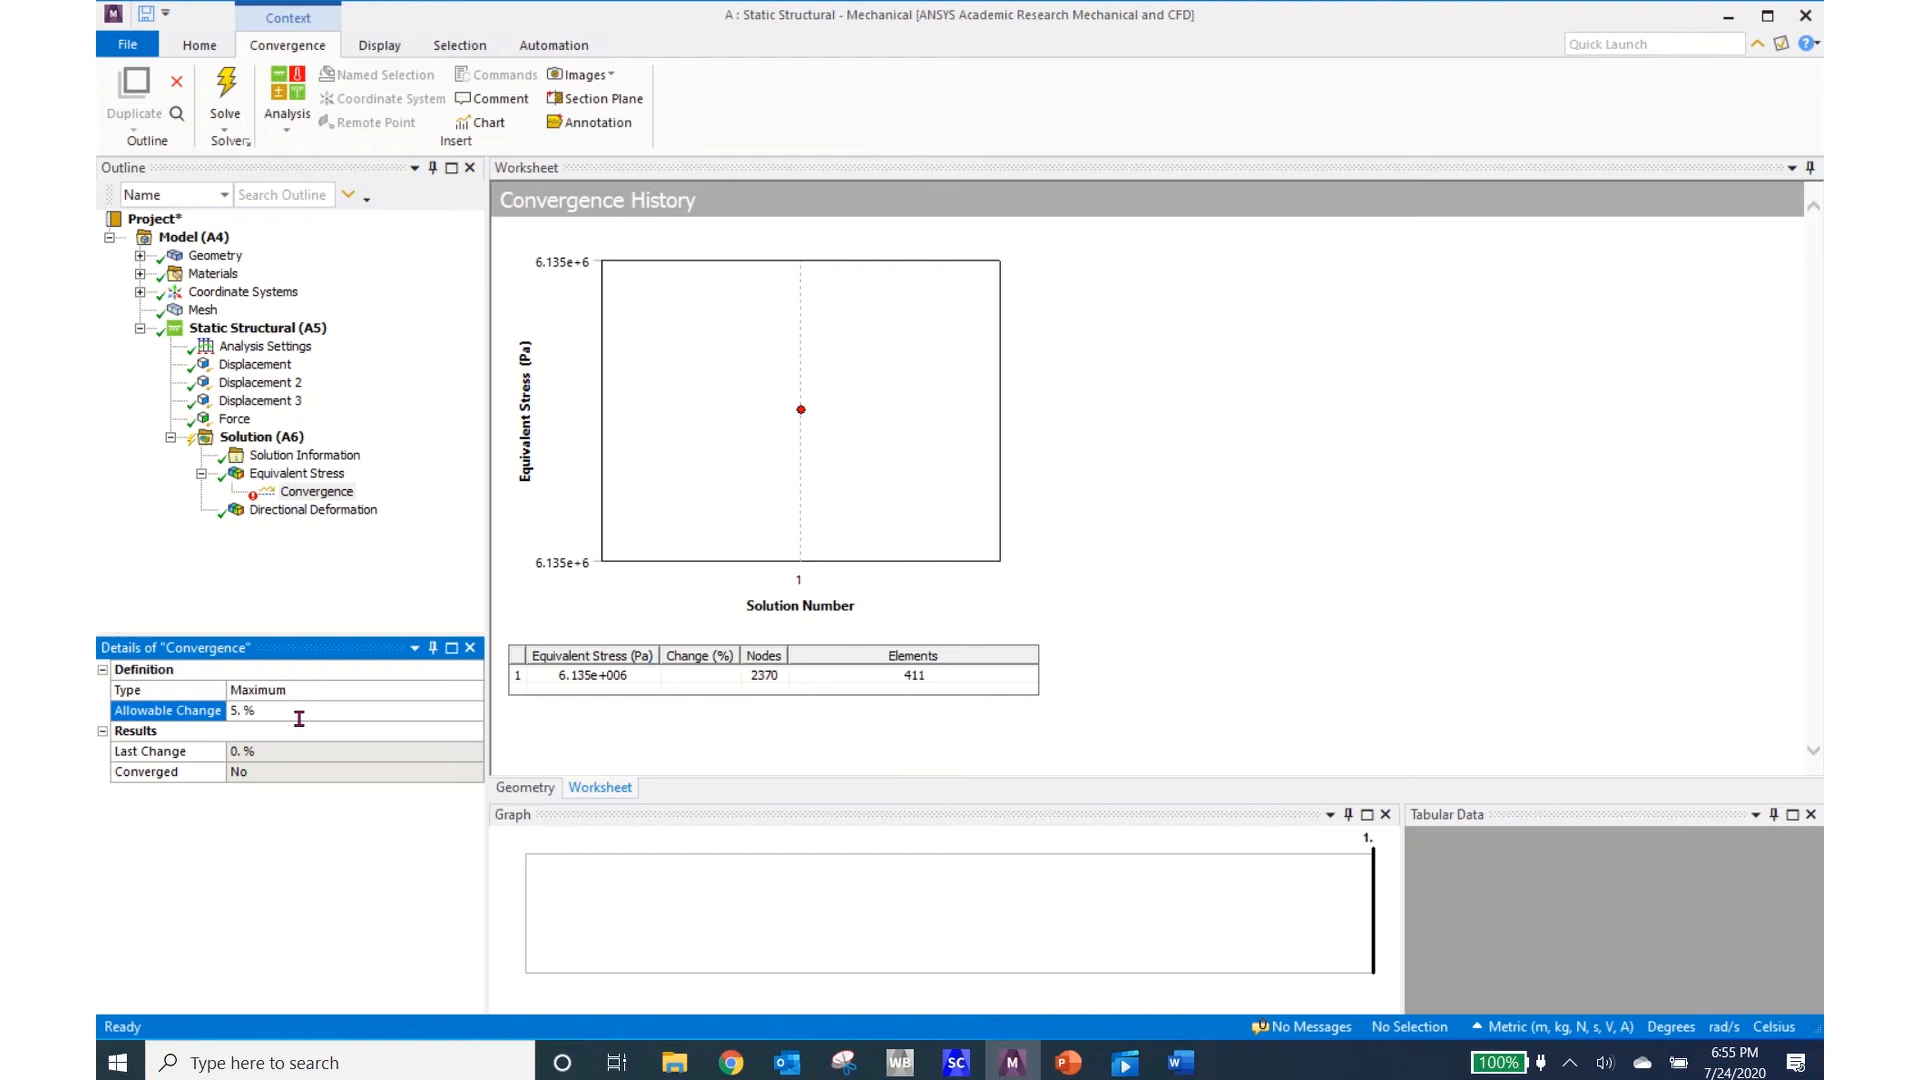 Context
A : Static Structural - Mechanical [ANSYS Academic Research Mechanical and CFD]
File Home Convergence Display Selection Automation
Quick Launch
Duplicate
Outline
Solve
Solver
Analysis
Named Selection
Coordinate System
Remote Point
Commands
Comment
Chart
Insert
Images
Section Plane
Annotation
Outline
Name Search Outline
Project*
Model (A4)
Geometry
Materials
Coordinate Systems
Mesh
Static Structural (A5)
Analysis Settings
Displacement
Displacement 2
Displacement 3
Force
Solution (A6)
Solution Information
Equivalent Stress
Convergence
Directional Deformation
Details of "Convergence"
Definition
Type Maximum
Allowable Change 5. %
Results
Last Change 0. %
Converged No
Worksheet
Convergence History
6.135e+6
Equivalent Stress (Pa)
6.135e+6
1
Solution Number
Equivalent Stress (Pa) Change (%) Nodes Elements
1 6.135e+006 2370 411
Geometry Worksheet
Graph
1.
Tabular Data
Ready
No Messages No Selection Metric (m, kg, N, s, V, A) Degrees rad/s Celsius
Type here to search
WB SC M
100%
6:55 PM
7/24/2020